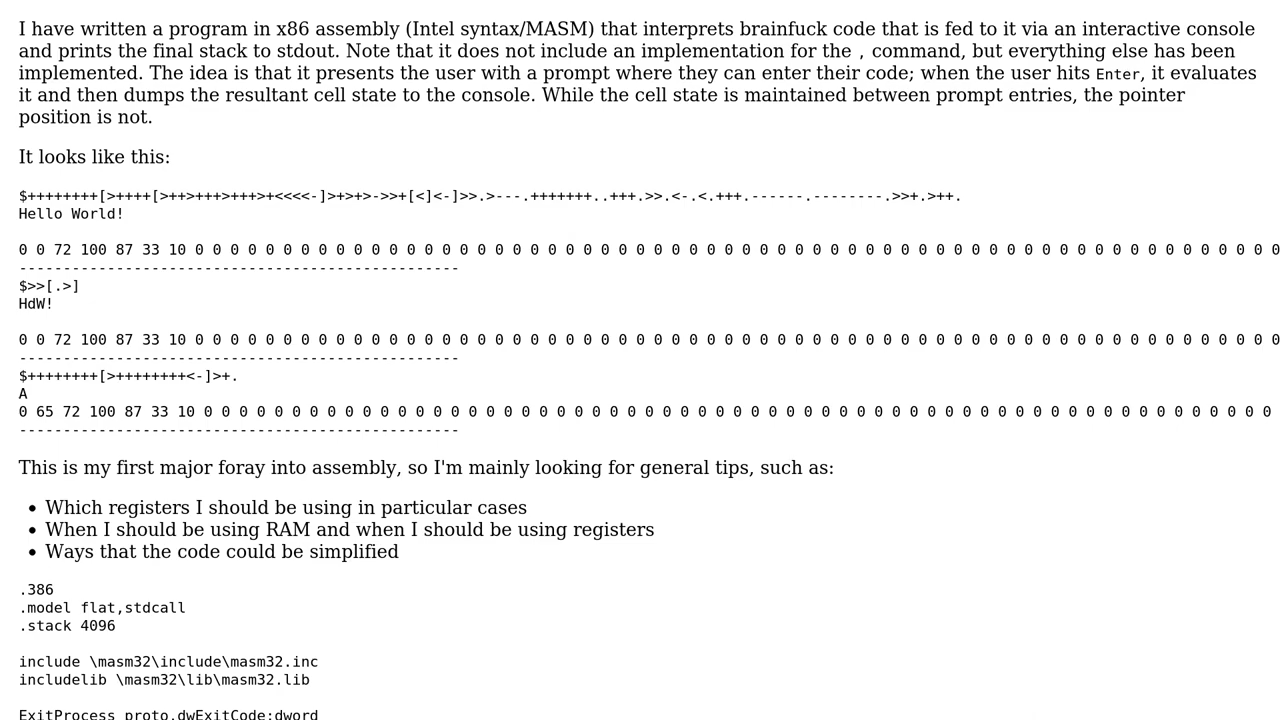 I have written a program in x86 assembly (Intel syntax/MASM) that interprets brainfuck code that is fed to it via an interactive console
and prints the final stack to stdout. Note that it does not include an implementation for the , command, but everything else has been
implemented. The idea is that it presents the user with a prompt where they can enter their code; when the user hits Enter, it evaluates
it and then dumps the resultant cell state to the console. While the cell state is maintained between prompt entries, the pointer
position is not.
It looks like this:
$++++++++[>++++[>++>+++>+++>+<<<<-]>+>+>->>+[<]<-]>>.>---.+++++++..+++.>>.<-.<.+++.------.--------.>>+.>++.
Hello World!
0 0 72 100 87 33 10 0 0 0 0 0 0 0 0 0 0 0 0 0 0 0 0 0 0 0 0 0 0 0 0 0 0 0 0 0 0 0 0 0 0 0 0 0 0 0 0 0 0 0 0 0 0 0 0 0 0 0 0 0 0 0 0 0 0 0 0 0 0
--------------------------------------------------
$>>[.>]
HdW!
0 0 72 100 87 33 10 0 0 0 0 0 0 0 0 0 0 0 0 0 0 0 0 0 0 0 0 0 0 0 0 0 0 0 0 0 0 0 0 0 0 0 0 0 0 0 0 0 0 0 0 0 0 0 0 0 0 0 0 0 0 0 0 0 0 0 0 0 0
--------------------------------------------------
$++++++++[>++++++++<-]>+.
A
0 65 72 100 87 33 10 0 0 0 0 0 0 0 0 0 0 0 0 0 0 0 0 0 0 0 0 0 0 0 0 0 0 0 0 0 0 0 0 0 0 0 0 0 0 0 0 0 0 0 0 0 0 0 0 0 0 0 0 0 0 0 0 0 0 0 0 0
--------------------------------------------------
This is my first major foray into assembly, so I'm mainly looking for general tips, such as:
• Which registers I should be using in particular cases
• When I should be using RAM and when I should be using registers
• Ways that the code could be simplified
.386
.model flat,stdcall
.stack 4096
include \masm32\include\masm32.inc
includelib \masm32\lib\masm32.lib
ExitProcess proto,dwExitCode:dword